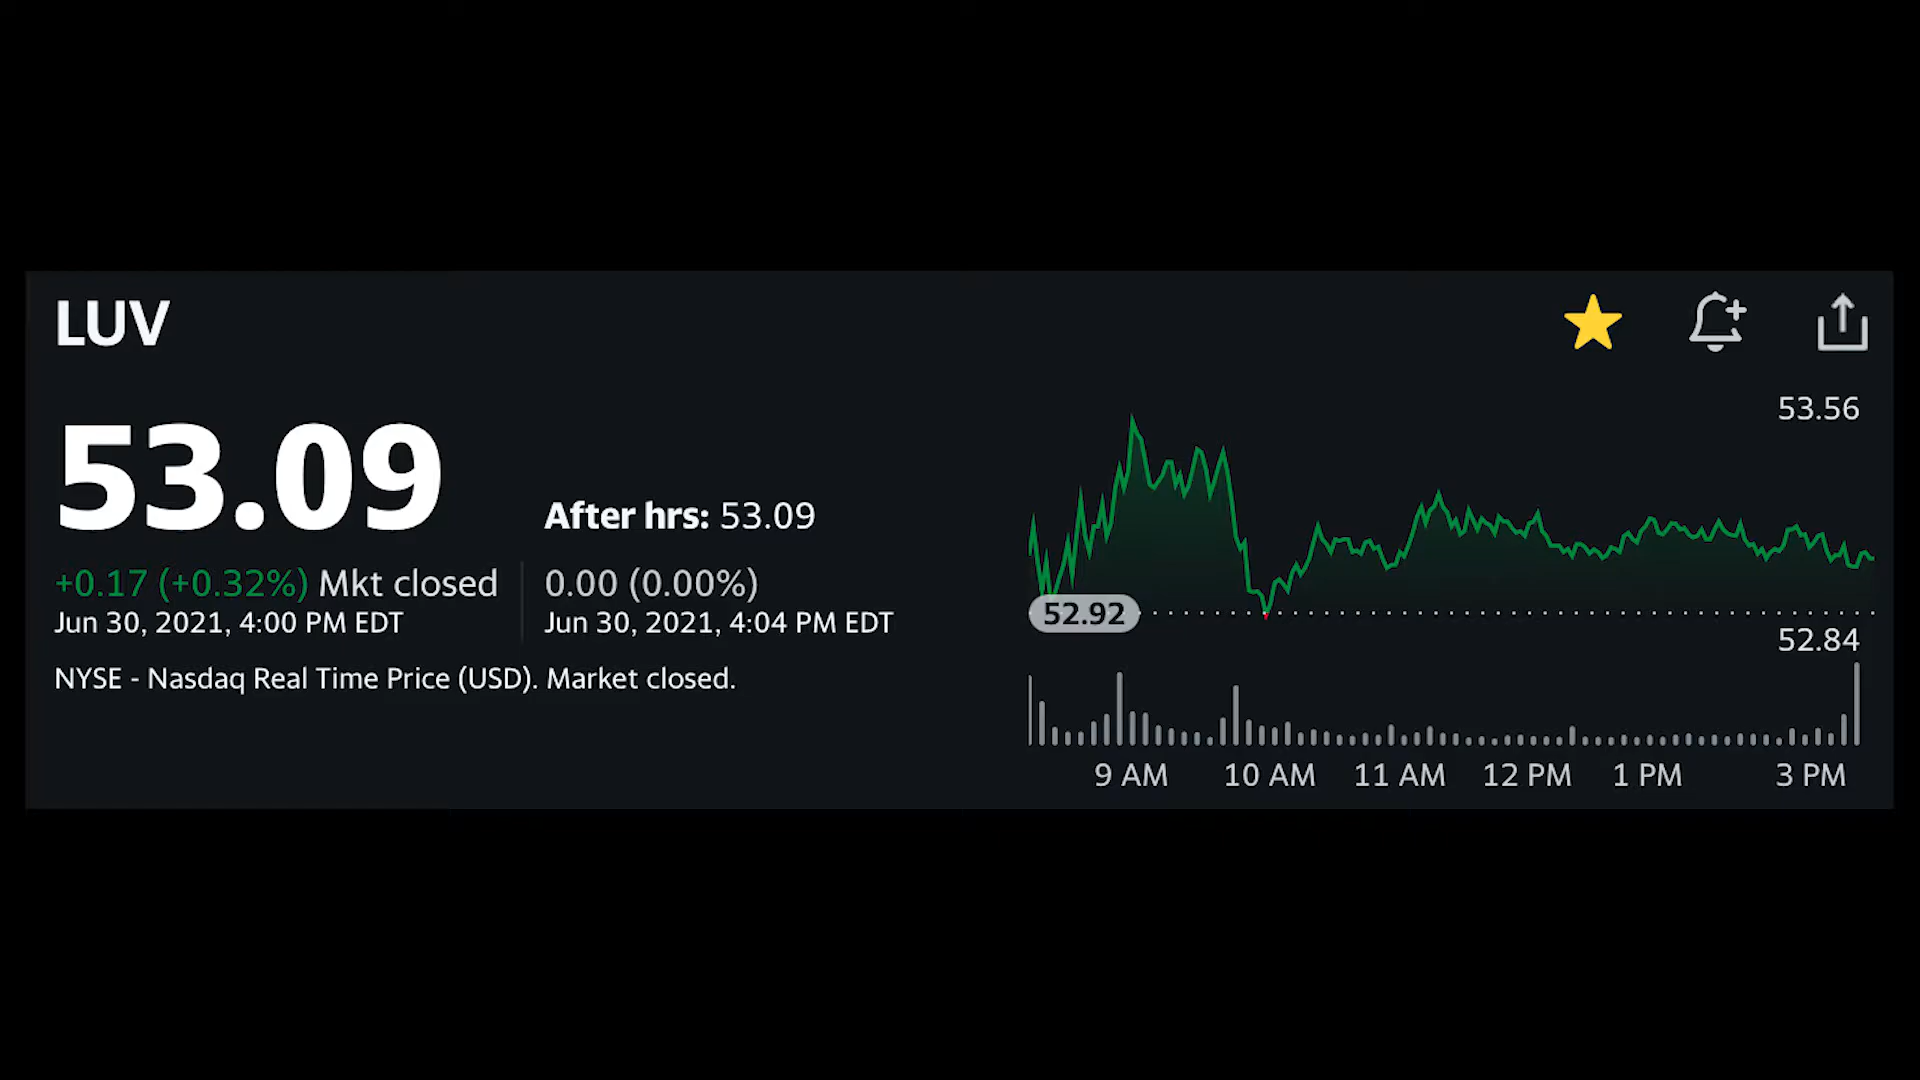 LUV
53.09
After hrs: 53.09
+0.17 (+0.32%) Mkt closed
0.00 (0.00%)
Jun 30, 2021, 4:00 PM EDT
Jun 30, 2021, 4:04 PM EDT
NYSE - Nasdaq Real Time Price (USD). Market closed.
53.56
52.92
52.84
9 AM 10 AM 11 AM 12 PM 1 PM 3 PM